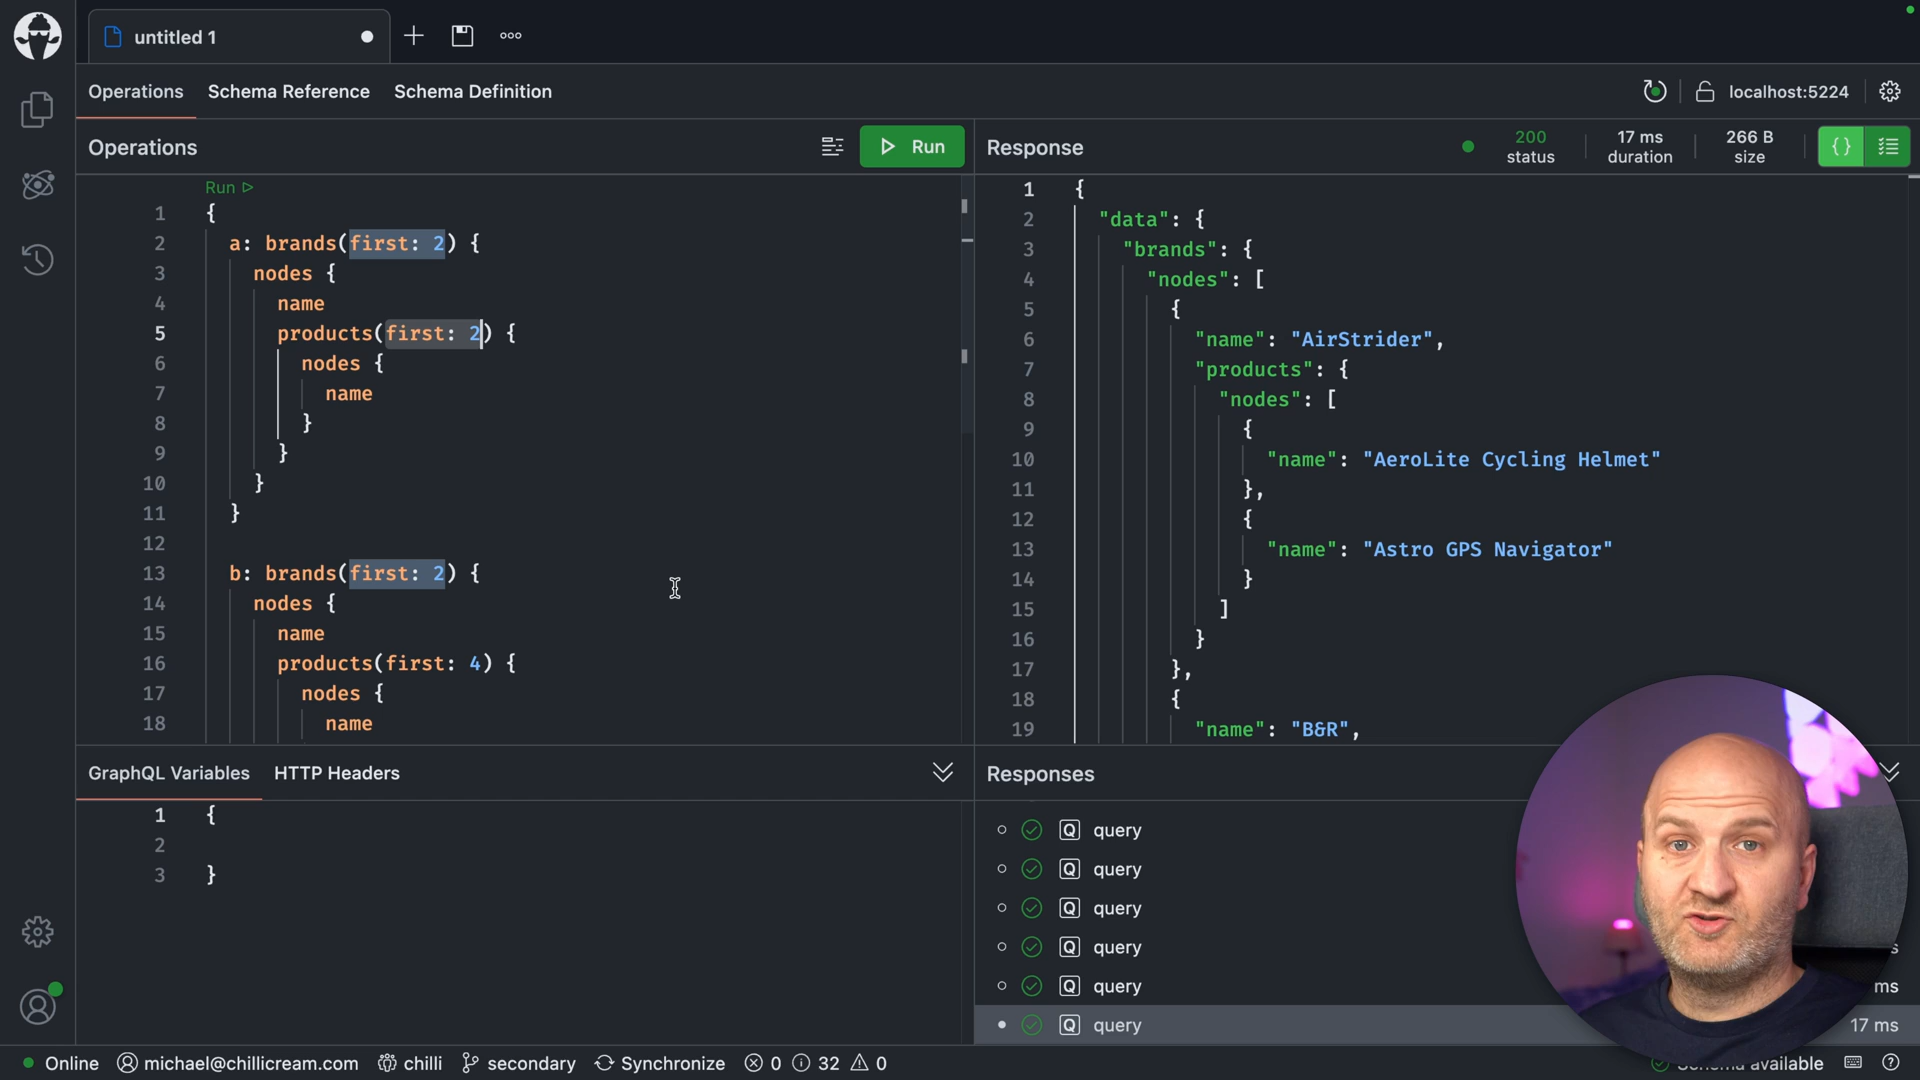 untitled 1
Operations Schema Reference Schema Definition
localhost:5224
Operations
Run
Response
200 status
17 ms duration
266 B size
{}
Run
1 {
2 a: brands(first: 2) {
3 nodes {
4 name
5 products(first: 2) {
6 nodes {
7 name
8 }
9 }
10 }
11 }
12
13 b: brands(first: 2) {
14 nodes {
15 name
16 products(first: 4) {
17 nodes {
18 name
1 {
2 "data": {
3 "brands": {
4 "nodes": [
5 {
6 "name": "AirStrider",
7 "products": {
8 "nodes": [
9 {
10 "name": "AeroLite Cycling Helmet"
11 },
12 {
13 "name": "Astro GPS Navigator"
14 }
15 ]
16 }
17 },
18 {
19 "name": "B&R",
GraphQL Variables HTTP Headers
1 {
2
3 }
Responses
Q query
Q query
Q query
Q query
Q query ms
Q query 17 ms
Online michael@chillicream.com chilli secondary Synchronize 0 32 0
Schema available